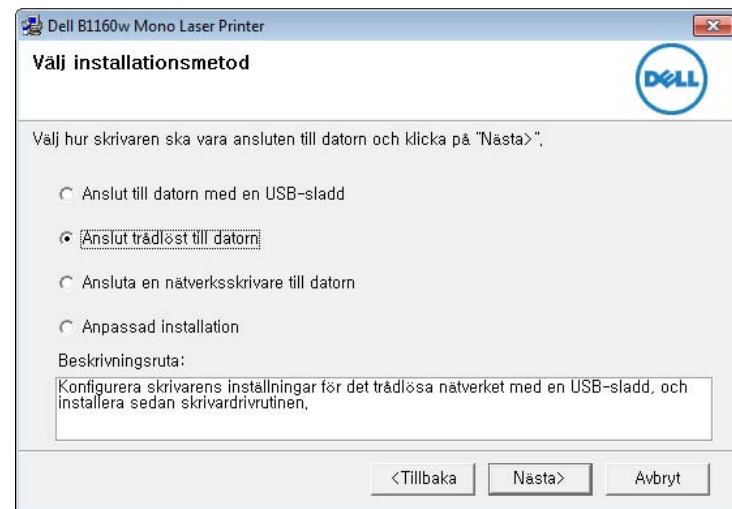 Dell B1160w Mono Laser Printer
Välj installationsmetod
DELL
Välj hur skrivaren ska vara ansluten till datorn och klicka på "Nästa>".
Anslut till datorn med en USB-sladd
Anslut trådlöst till datorn
Ansluta en nätverksskrivare till datorn
Anpassad installation
Beskrivningsruta:
Konfigurera skrivarens inställningar för det trådlösa nätverket med en USB-sladd, och
installera sedan skrivardrivrutinen.
<Tillbaka
Nästa>
Avbryt